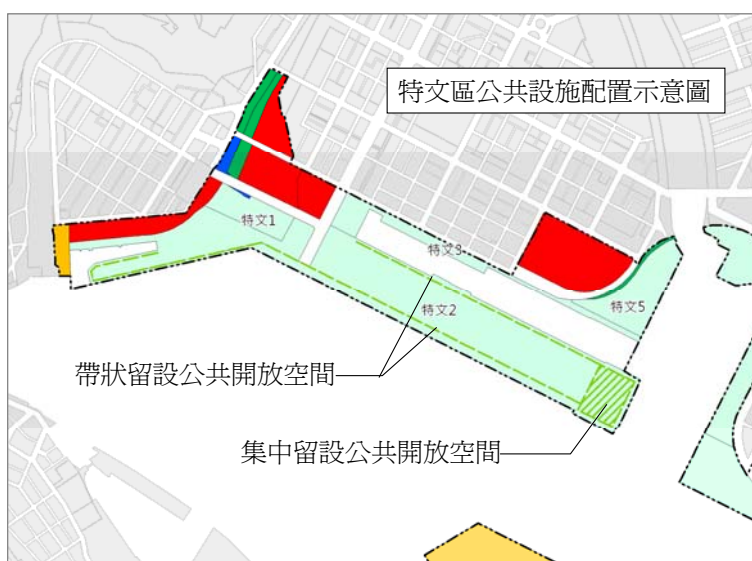 特文區公共設施配置示意圖
特文1
特文3
特文2
特文5
帶狀留設公共開放空間
集中留設公共開放空間